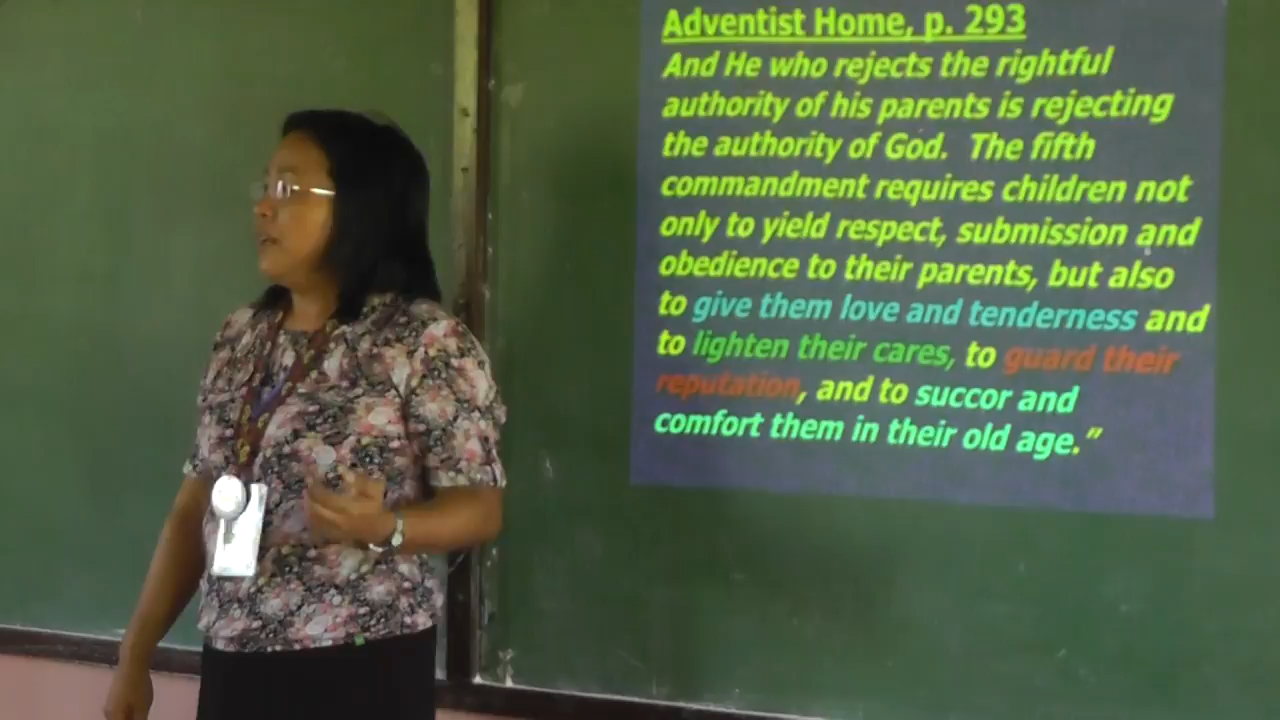 Adventist Home, p. 293
And He who rejects the rightful
authority of his parents is rejecting
the authority of God. The fifth
commandment requires children not
only to yield respect, submission and
obedience to their parents, but also
to give them love and tenderness and
to lighten their cares, to guard their
reputation, and to succor and
comfort them in their old age.”